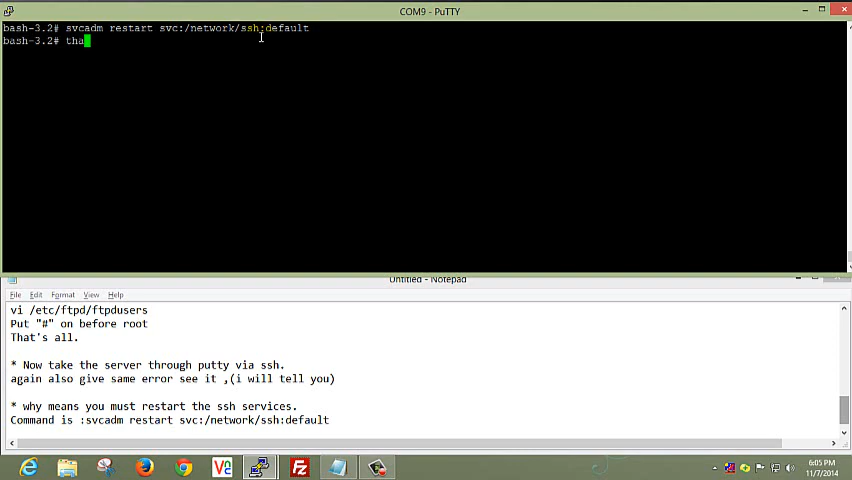 COM9 - PuTTY
bash-3.2# svcadm restart svc:/network/ssh:default
bash-3.2# tha
Untitled - Notepad
File Edit Format View Help
vi /etc/ftpd/ftpdusers
Put "#" on before root
That's all.
* Now take the server through putty via ssh.
again also give same error see it ,(i will tell you)
* why means you must restart the ssh services.
Command is :svcadm restart svc:/network/ssh:default
6:05 PM
11/7/2014